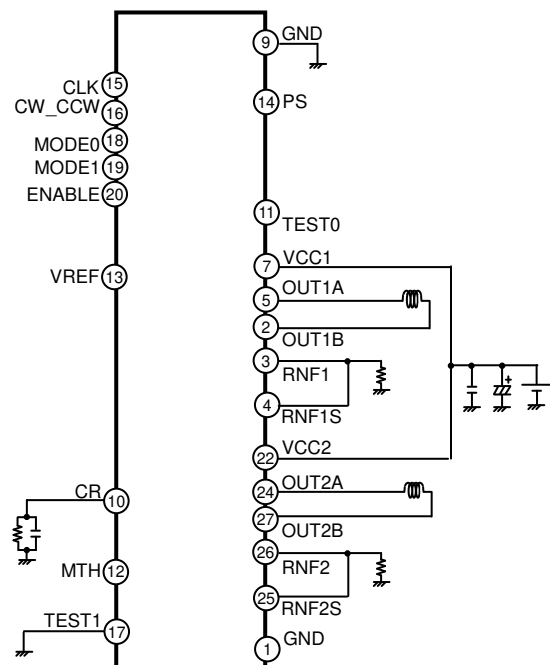 9 GND
15 CLK
14 PS
16 CW_CCW
18 MODE0
19 MODE1
20 ENABLE
11 TEST0
7 VCC1
13 VREF
5 OUT1A
2 OUT1B
3 RNF1
4 RNF1S
+
22 VCC2
24 OUT2A
CR 10
27 OUT2B
26 RNF2
MTH 12
25 RNF2S
TEST1 17
1 GND